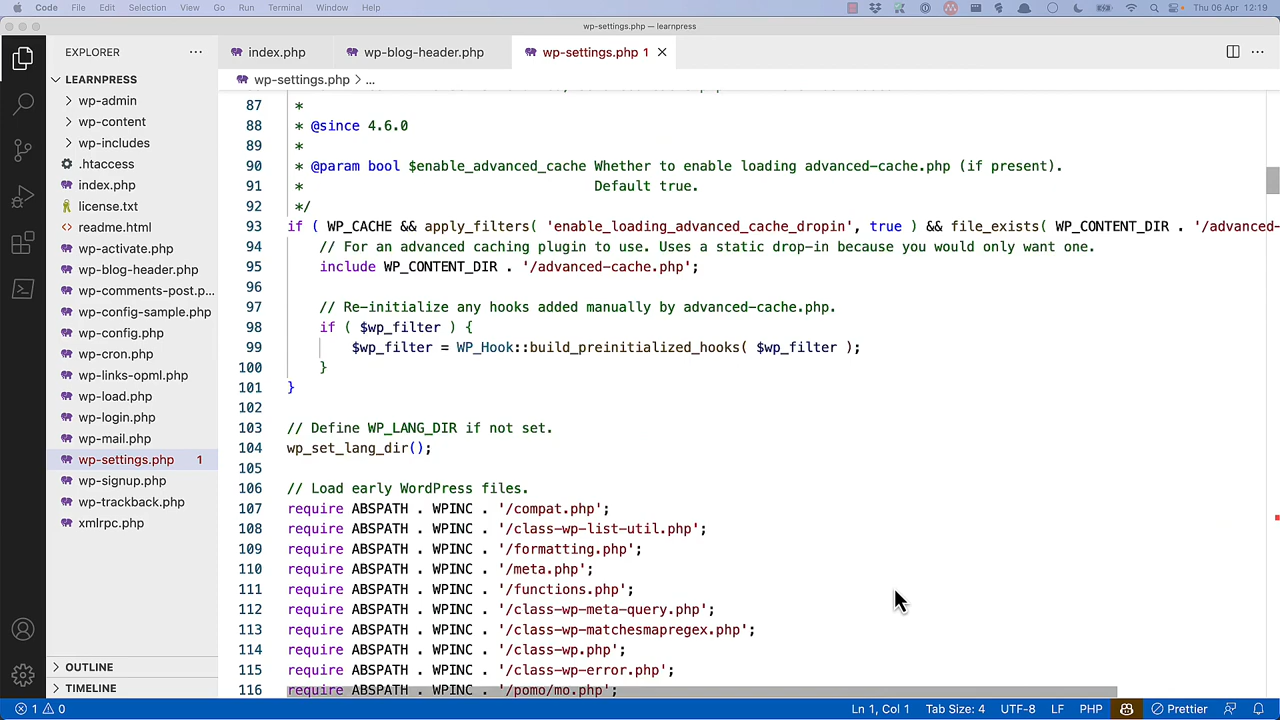 Code File Edit Selection View Go Run Terminal Window Help Thu 06 Apr 12:19
wp-settings.php — learnpress
EXPLORER
LEARNPRESS
wp-admin
wp-content
wp-includes
.htaccess
index.php
license.txt
readme.html
wp-activate.php
wp-blog-header.php
wp-comments-post.p...
wp-config-sample.php
wp-config.php
wp-cron.php
wp-links-opml.php
wp-load.php
wp-login.php
wp-mail.php
wp-settings.php 1
wp-signup.php
wp-trackback.php
xmlrpc.php
OUTLINE
TIMELINE
index.php wp-blog-header.php wp-settings.php 1
wp-settings.php > ...
87 *
88 * @since 4.6.0
89 *
90 * @param bool $enable_advanced_cache Whether to enable loading advanced-cache.php (if present).
91 * Default true.
92 */
93 if ( WP_CACHE && apply_filters( 'enable_loading_advanced_cache_dropin', true ) && file_exists( WP_CONTENT_DIR . '/advanced-
94 // For an advanced caching plugin to use. Uses a static drop-in because you would only want one.
95 include WP_CONTENT_DIR . '/advanced-cache.php';
96
97 // Re-initialize any hooks added manually by advanced-cache.php.
98 if ( $wp_filter ) {
99 $wp_filter = WP_Hook::build_preinitialized_hooks( $wp_filter );
100 }
101 }
102
103 // Define WP_LANG_DIR if not set.
104 wp_set_lang_dir();
105
106 // Load early WordPress files.
107 require ABSPATH . WPINC . '/compat.php';
108 require ABSPATH . WPINC . '/class-wp-list-util.php';
109 require ABSPATH . WPINC . '/formatting.php';
110 require ABSPATH . WPINC . '/meta.php';
111 require ABSPATH . WPINC . '/functions.php';
112 require ABSPATH . WPINC . '/class-wp-meta-query.php';
113 require ABSPATH . WPINC . '/class-wp-matchesmapregex.php';
114 require ABSPATH . WPINC . '/class-wp.php';
115 require ABSPATH . WPINC . '/class-wp-error.php';
116 require ABSPATH . WPINC . '/pomo/mo.php';
1 0 Ln 1, Col 1 Tab Size: 4 UTF-8 LF PHP Prettier